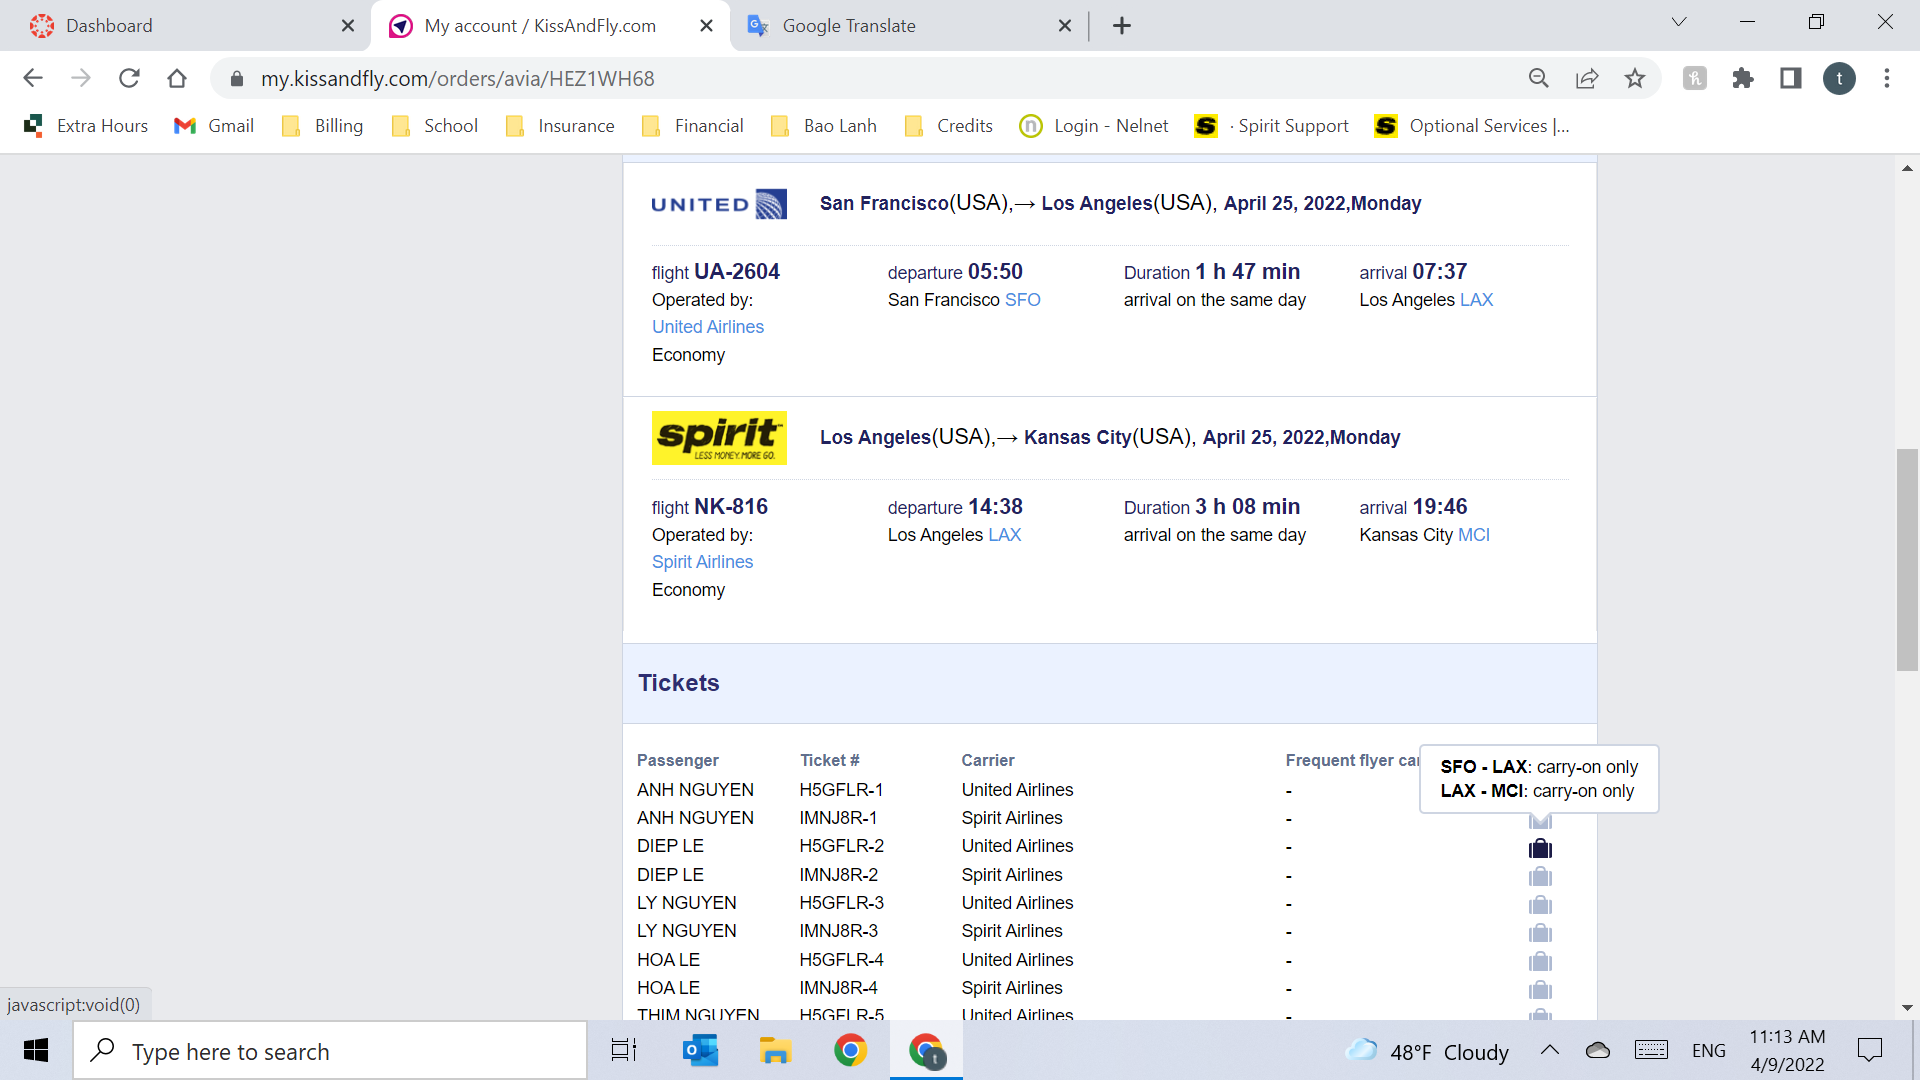 Dashboard
My account / KissAndFly.com
Google Translate
my.kissandfly.com/orders/avia/HEZ1WH68
Extra Hours
Gmail
Billing
School
Insurance
Financial
Bao Lanh
Credits
Login - Nelnet
· Spirit Support
Optional Services |...
UNITED
San Francisco(USA),→ Los Angeles(USA), April 25, 2022,Monday
flight UA-2604
departure 05:50
Duration 1 h 47 min
arrival 07:37
Operated by:
San Francisco SFO
arrival on the same day
Los Angeles LAX
United Airlines
Economy
spirit
LESS MONEY. MORE GO.
Los Angeles(USA),→ Kansas City(USA), April 25, 2022,Monday
flight NK-816
departure 14:38
Duration 3 h 08 min
arrival 19:46
Operated by:
Los Angeles LAX
arrival on the same day
Kansas City MCI
Spirit Airlines
Economy
Tickets
Passenger Ticket # Carrier Frequent flyer
SFO - LAX: carry-on only
LAX - MCI: carry-on only
ANH NGUYEN H5GFLR-1 United Airlines -
ANH NGUYEN IMNJ8R-1 Spirit Airlines -
DIEP LE H5GFLR-2 United Airlines -
DIEP LE IMNJ8R-2 Spirit Airlines -
LY NGUYEN H5GFLR-3 United Airlines -
LY NGUYEN IMNJ8R-3 Spirit Airlines -
HOA LE H5GFLR-4 United Airlines -
HOA LE IMNJ8R-4 Spirit Airlines -
THIM NGUYEN H5GFLR-5 United Airlines -
javascript:void(0)
Type here to search
48°F Cloudy
ENG
11:13 AM
4/9/2022